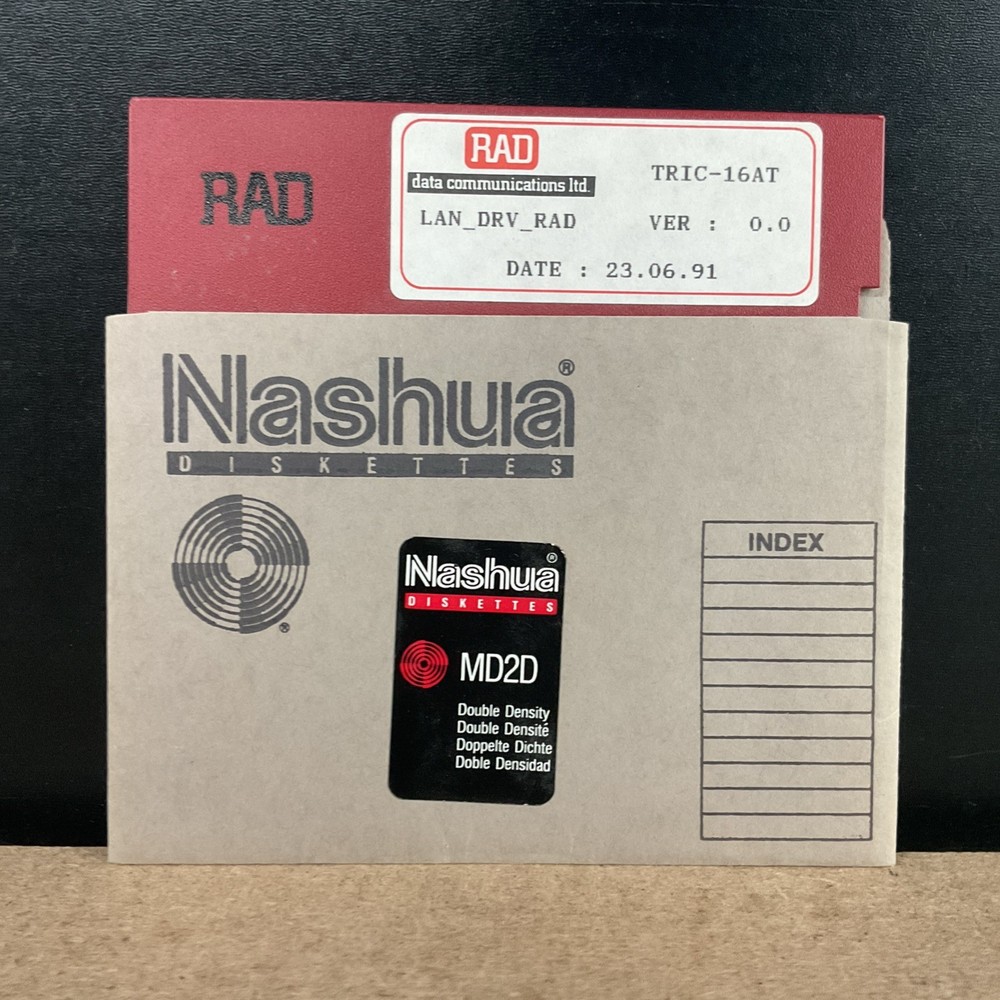 RAD
RAD
data communications ltd.
TRIC-16AT
LAN_DRV_RAD VER : 0.0
DATE : 23.06.91
Nashua®
DISKETTES
®
INDEX
Nashua®
DISKETTES
MD2D
Double Density
Double Densité
Doppelte Dichte
Doble Densidad